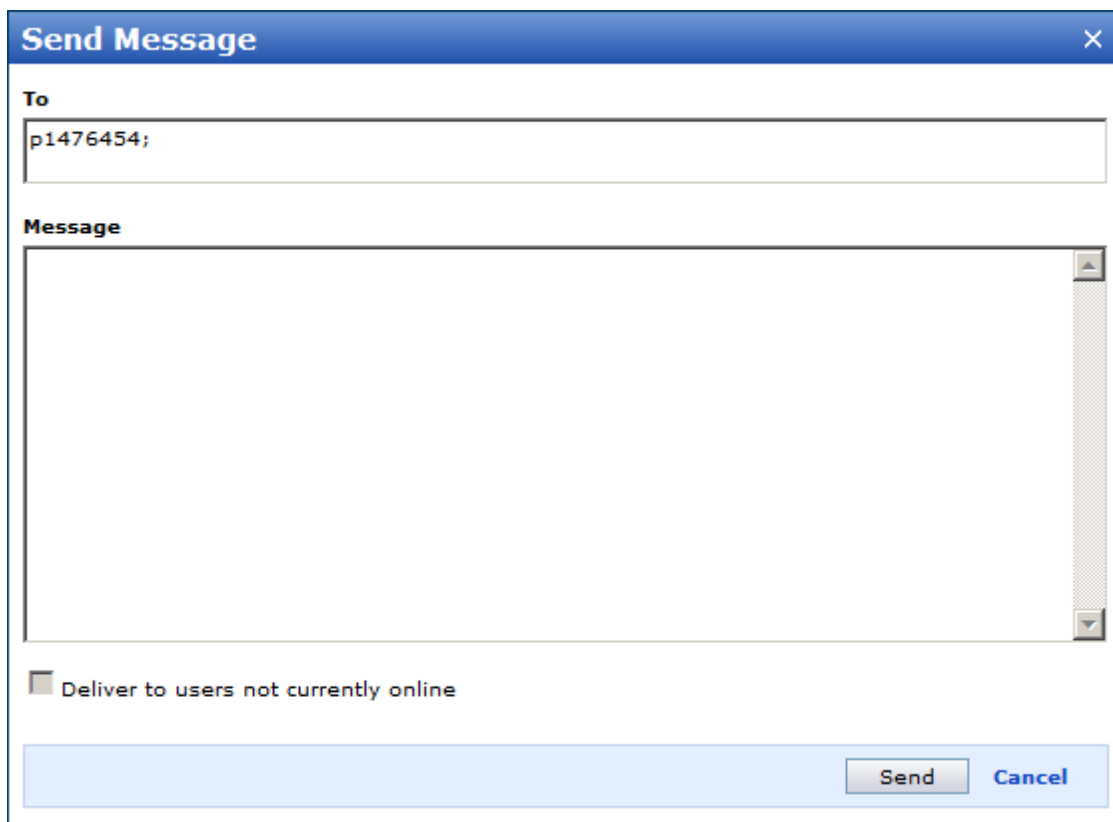 Send Message
To
p1476454;
Message
Deliver to users not currently online
Send Cancel